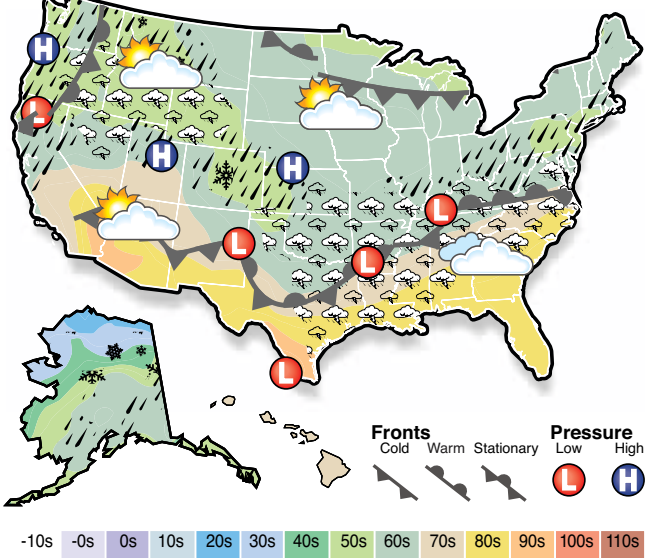 H
L
H
H
L
L
L
L
Fronts Pressure
Cold Warm Stationary Low High
L H
-10s -0s 0s 10s 20s 30s 40s 50s 60s 70s 80s 90s 100s 110s